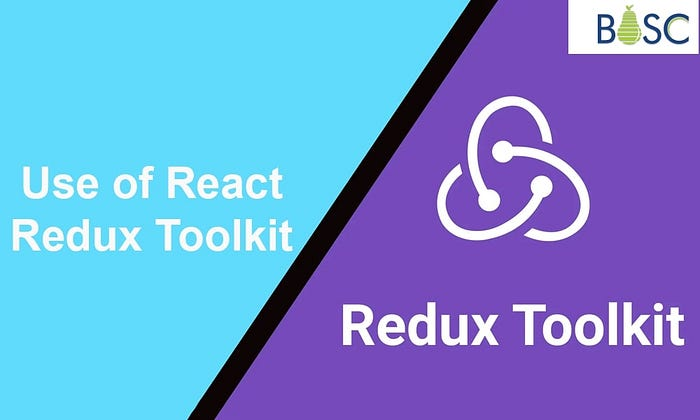 BOSC
Use of React
Redux Toolkit
Redux Toolkit